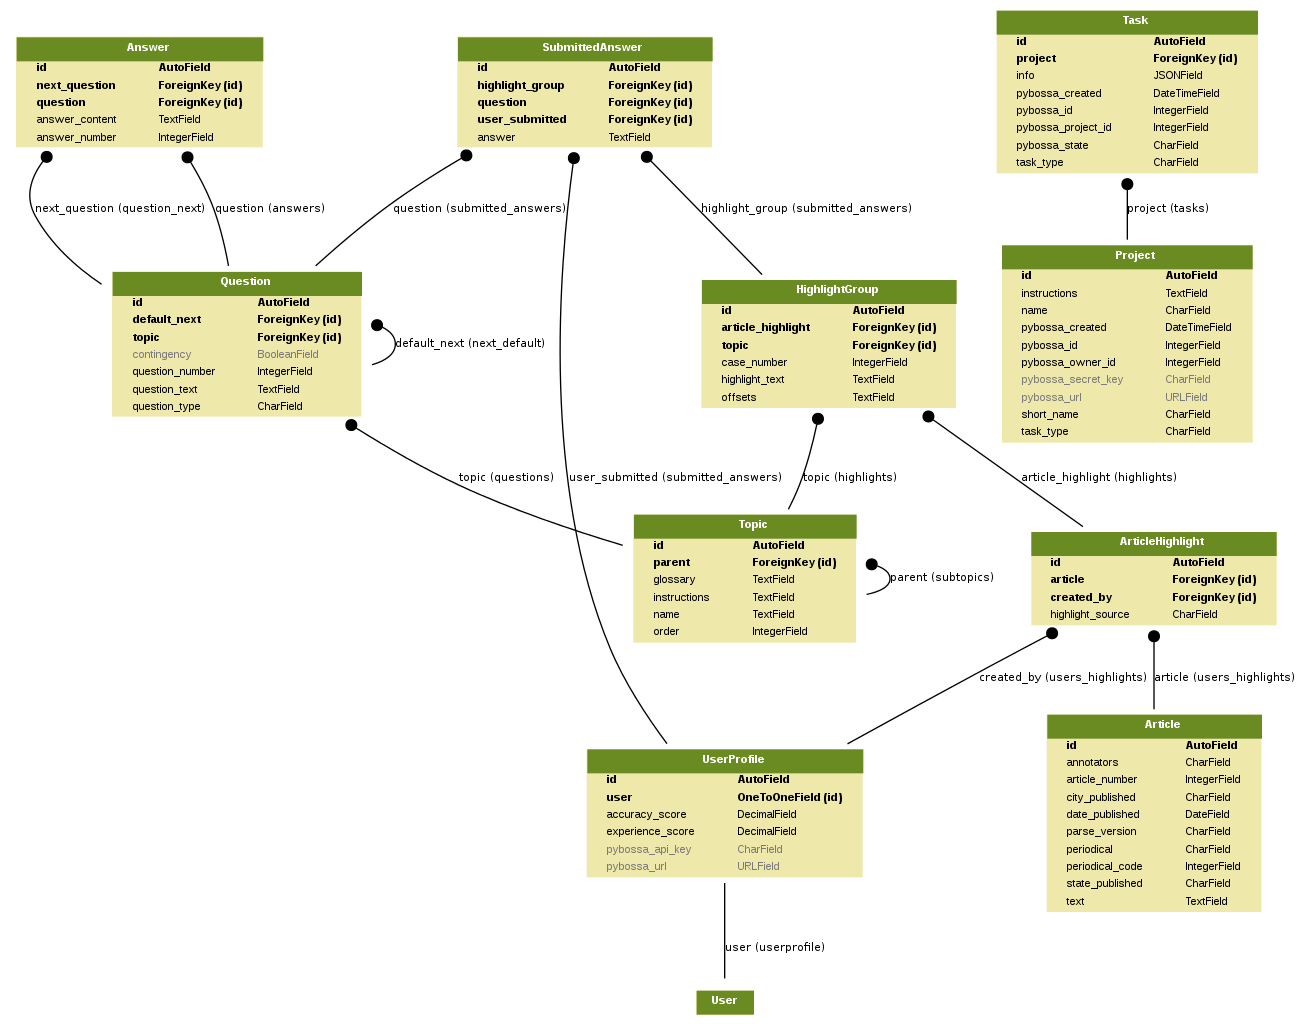 Answer
id AutoField
next_question ForeignKey (id)
question ForeignKey (id)
answer_content TextField
answer_number IntegerField
SubmittedAnswer
id AutoField
highlight_group ForeignKey (id)
question ForeignKey (id)
user_submitted ForeignKey (id)
answer TextField
Task
id AutoField
project ForeignKey (id)
info JSONField
pybossa_created DateTimeField
pybossa_id IntegerField
pybossa_project_id IntegerField
pybossa_state CharField
task_type CharField
next_question (question_next)
question (answers)
question (submitted_answers)
highlight_group (submitted_answers)
project (tasks)
Question
id AutoField
default_next ForeignKey (id)
topic ForeignKey (id)
contingency BooleanField
question_number IntegerField
question_text TextField
question_type CharField
default_next (next_default)
HighlightGroup
id AutoField
article_highlight ForeignKey (id)
topic ForeignKey (id)
case_number IntegerField
highlight_text TextField
offsets TextField
Project
id AutoField
instructions TextField
name CharField
pybossa_created DateTimeField
pybossa_id IntegerField
pybossa_owner_id IntegerField
pybossa_secret_key CharField
pybossa_url URLField
short_name CharField
task_type CharField
topic (questions)
user_submitted (submitted_answers)
topic (highlights)
article_highlight (highlights)
Topic
id AutoField
parent ForeignKey (id)
glossary TextField
instructions TextField
name TextField
order IntegerField
parent (subtopics)
ArticleHighlight
id AutoField
article ForeignKey (id)
created_by ForeignKey (id)
highlight_source CharField
created_by (users_highlights)
article (users_highlights)
UserProfile
id AutoField
user OneToOneField (id)
accuracy_score DecimalField
experience_score DecimalField
pybossa_api_key CharField
pybossa_url URLField
Article
id AutoField
annotators CharField
article_number IntegerField
city_published CharField
date_published DateField
parse_version CharField
periodical CharField
periodical_code IntegerField
state_published CharField
text TextField
user (userprofile)
User